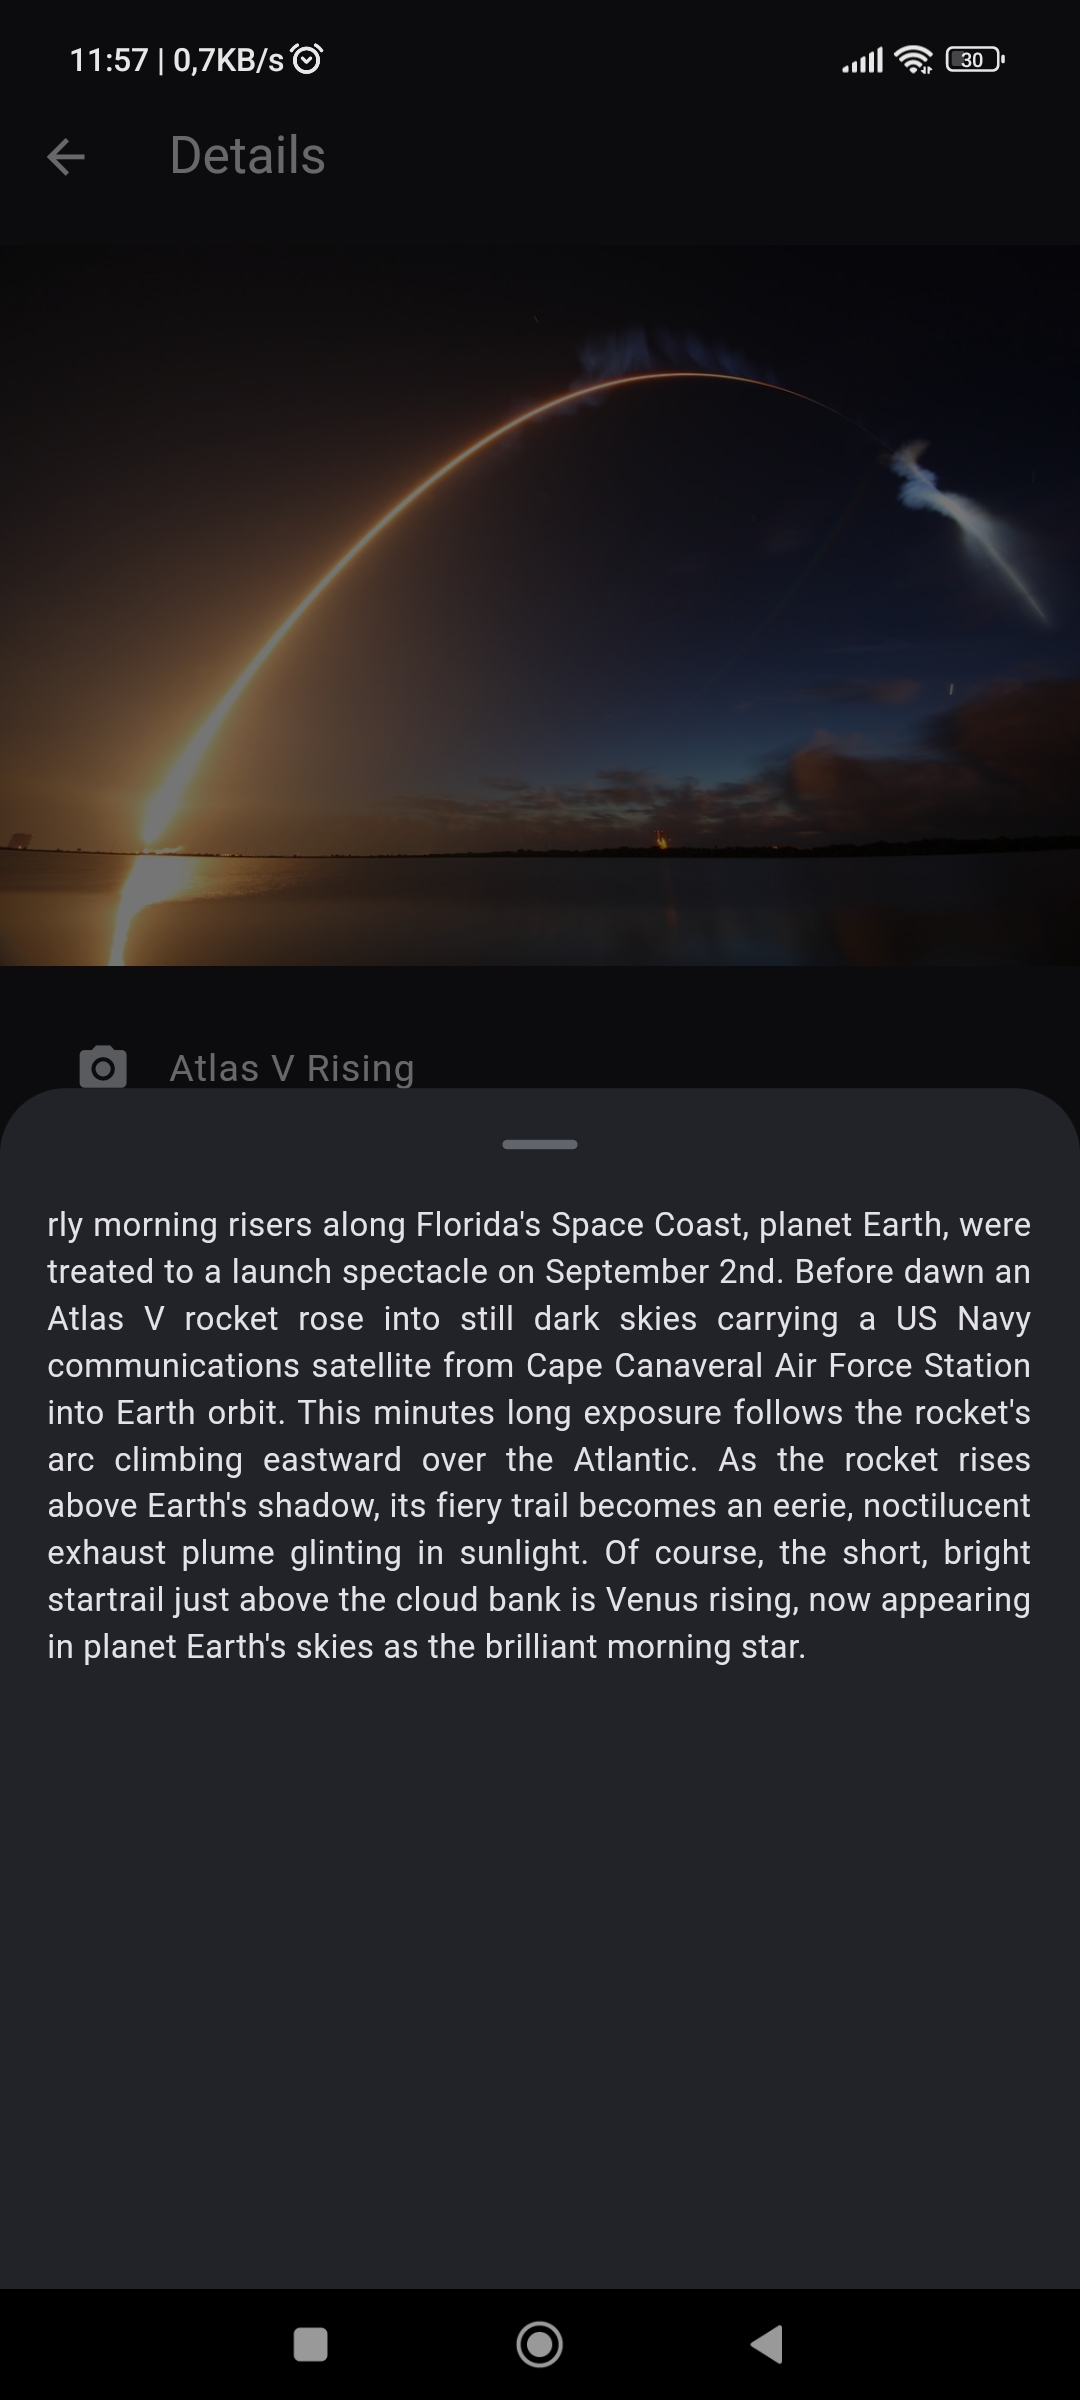 11:57 | 0,7KB/s
30
Details
Atlas V Rising
rly morning risers along Florida's Space Coast, planet Earth, were
treated to a launch spectacle on September 2nd. Before dawn an
Atlas V rocket rose into still dark skies carrying a US Navy
communications satellite from Cape Canaveral Air Force Station
into Earth orbit. This minutes long exposure follows the rocket's
arc climbing eastward over the Atlantic. As the rocket rises
above Earth's shadow, its fiery trail becomes an eerie, noctilucent
exhaust plume glinting in sunlight. Of course, the short, bright
startrail just above the cloud bank is Venus rising, now appearing
in planet Earth's skies as the brilliant morning star.